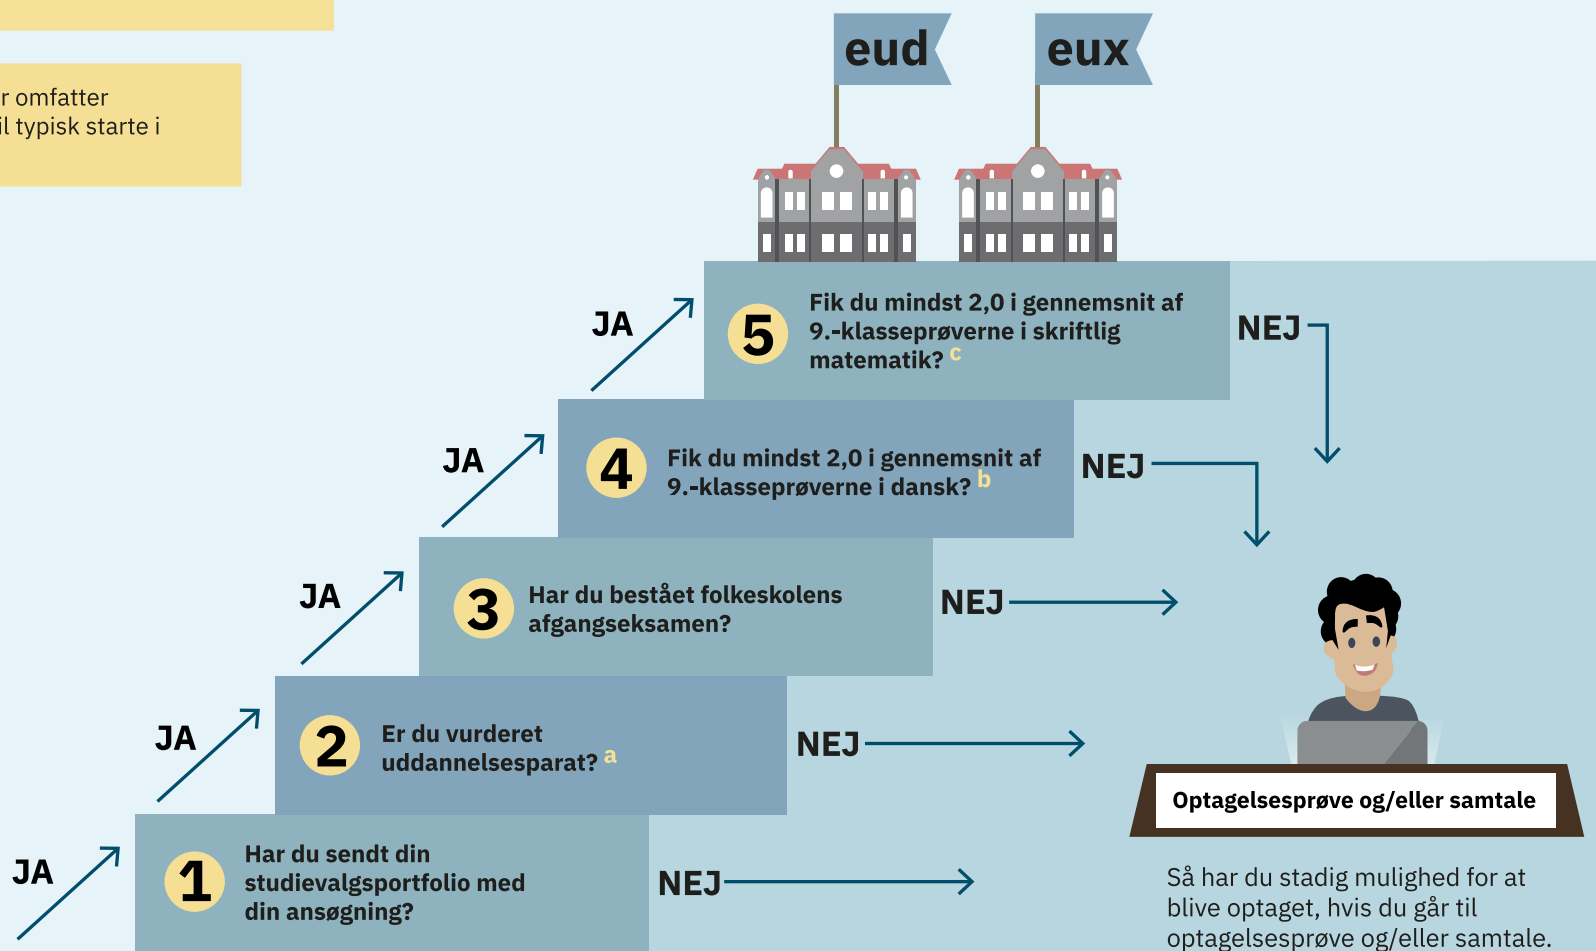 r omfatter
il typisk starte i
eud
eux
JA
5
Fik du mindst 2,0 i gennemsnit af
9.-klasseprøverne i skriftlig
matematik? c
NEJ
JA
4
Fik du mindst 2,0 i gennemsnit af
9.-klasseprøverne i dansk? b
NEJ
JA
3
Har du bestået folkeskolens
afgangseksamen?
NEJ
JA
2
Er du vurderet
uddannelsesparat? a
NEJ
JA
1
Har du sendt din
studievalgsportfolio med
din ansøgning?
NEJ
Optagelsesprøve og/eller samtale
Så har du stadig mulighed for at
blive optaget, hvis du går til
optagelsesprøve og/eller samtale.